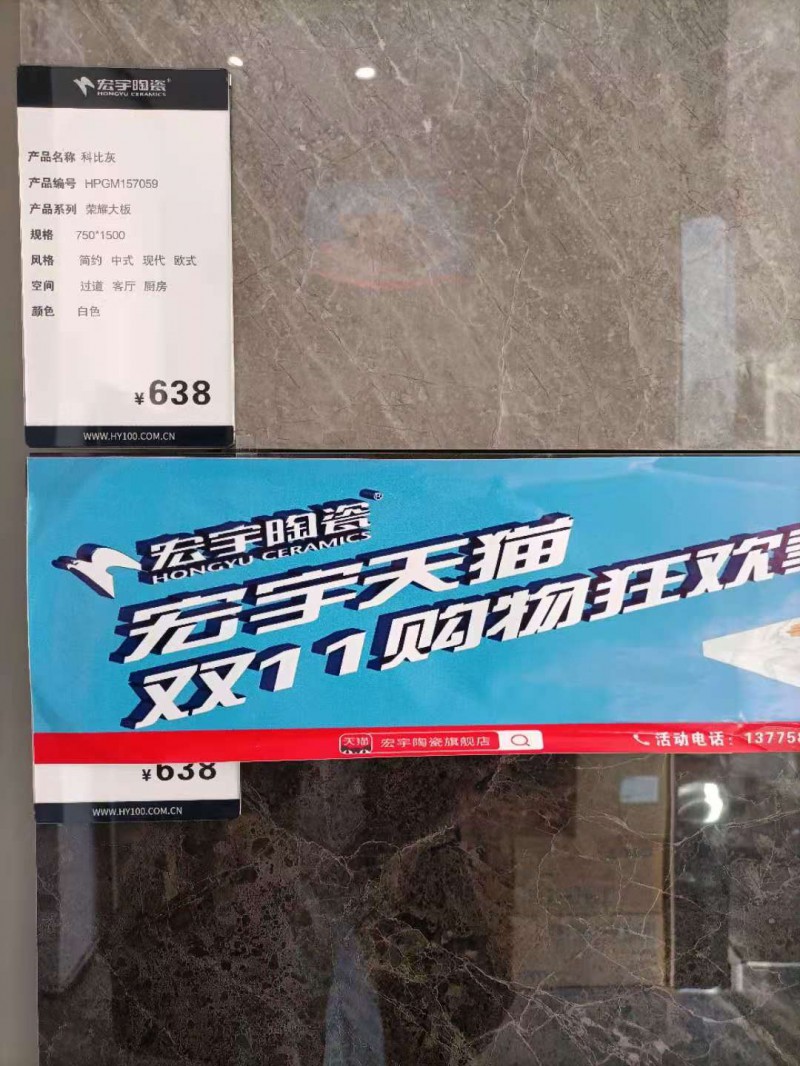 宏宇陶瓷
HONGYU CERAMICS
产品名称 科比灰
产品编号 HPGM157059
产品系列 荣耀大板
规格 750*1500
风格 简约 中式 现代 欧式
空间 过道 客厅 厨房
颜色 白色
¥638
WWW.HY100.COM.CN
宏宇陶瓷®
HONGYU CERAMICS
宏宇天猫
双11购物狂欢
天猫 宏宇陶瓷旗舰店 活动电话：13775
¥638
WWW.HY100.COM.CN